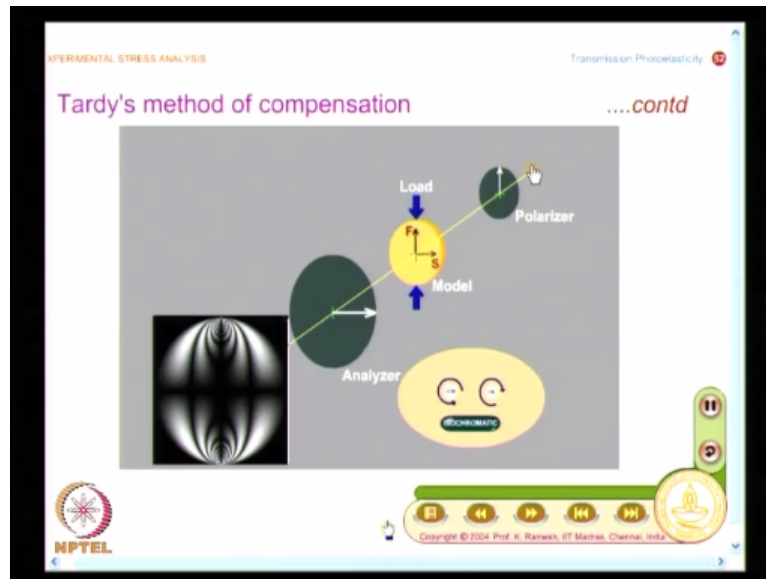 XPERIMENTAL STRESS ANALYSIS
Transmission Photoelasticity 52
Tardy's method of compensation
....contd
Load
Polarizer
F
S
Model
Analyzer
ISOCHROMATIC
NPTEL
Copyright © 2004 Prof. K. Ramesh, IIT Madras, Chennai, India